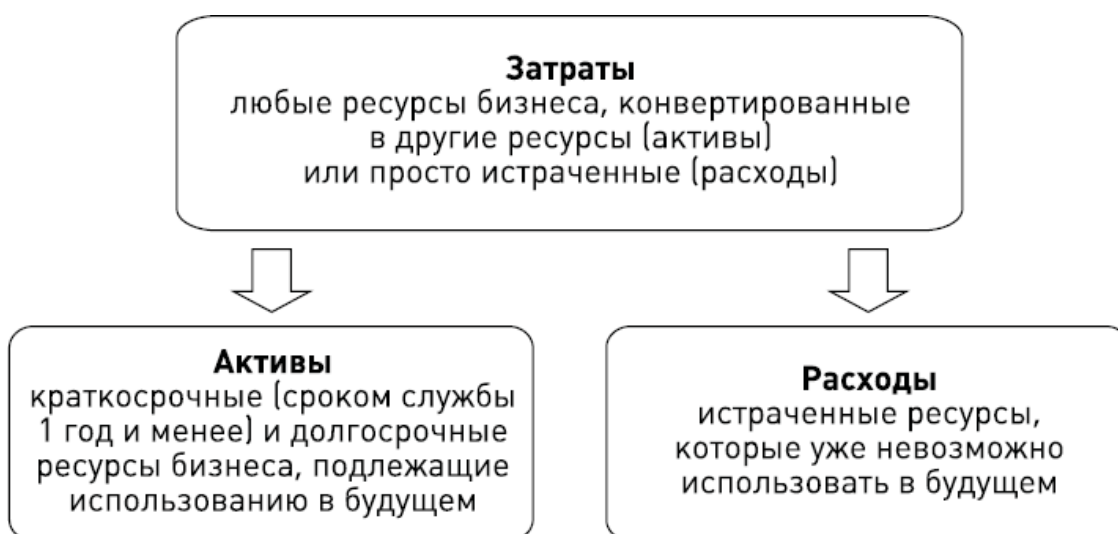 Затраты
любые ресурсы бизнеса, конвертированные
в другие ресурсы (активы)
или просто истраченные (расходы)
Активы
краткосрочные (сроком службы
1 год и менее) и долгосрочные
ресурсы бизнеса, подлежащие
использованию в будущем
Расходы
истраченные ресурсы,
которые уже невозможно
использовать в будущем